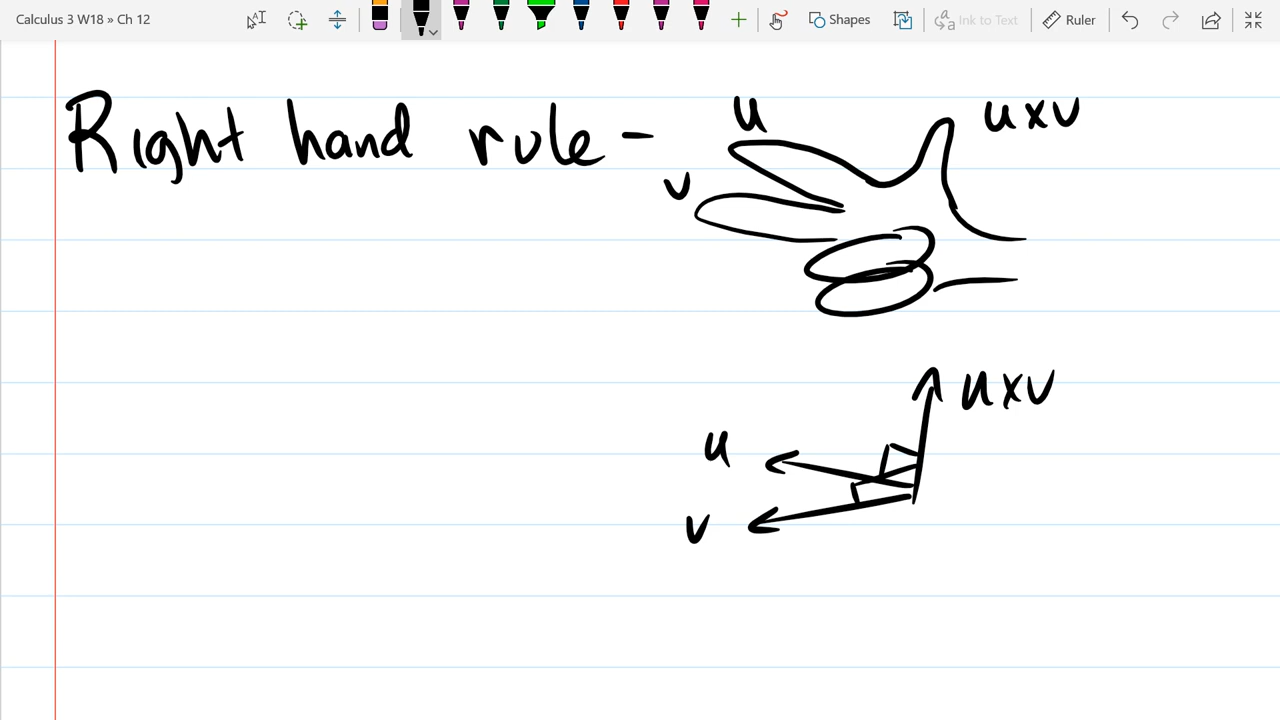 Calculus 3 W18 » Ch 12
Ink to Text
Shapes
Ruler
Right hand rule -
u
u x v
v
u x v
u
v